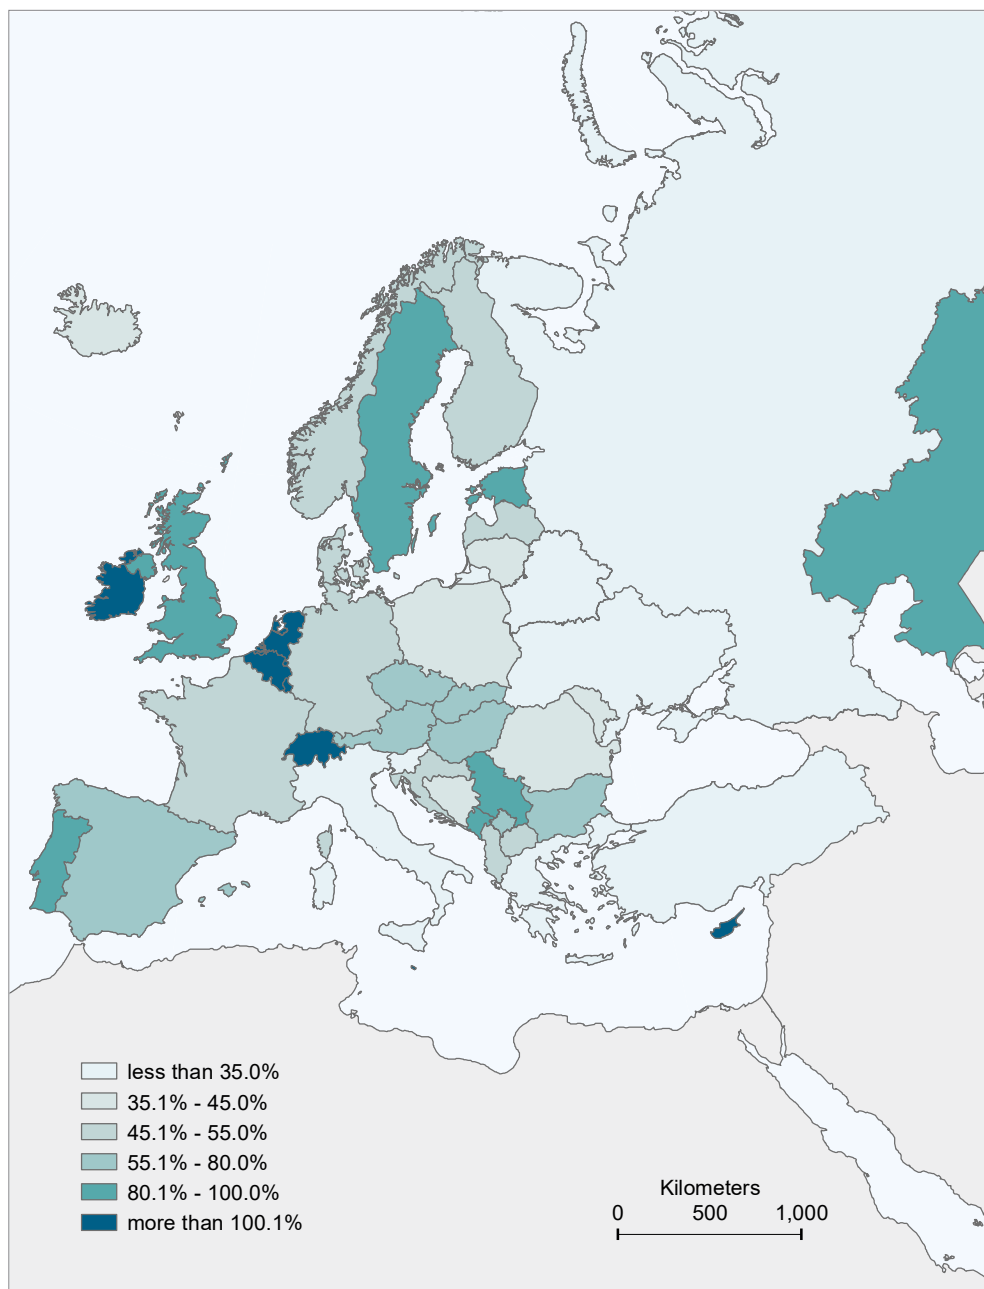 less than 35.0%
35.1% - 45.0%
45.1% - 55.0%
55.1% - 80.0%
80.1% - 100.0%
more than 100.1%
Kilometers
0 500 1,000